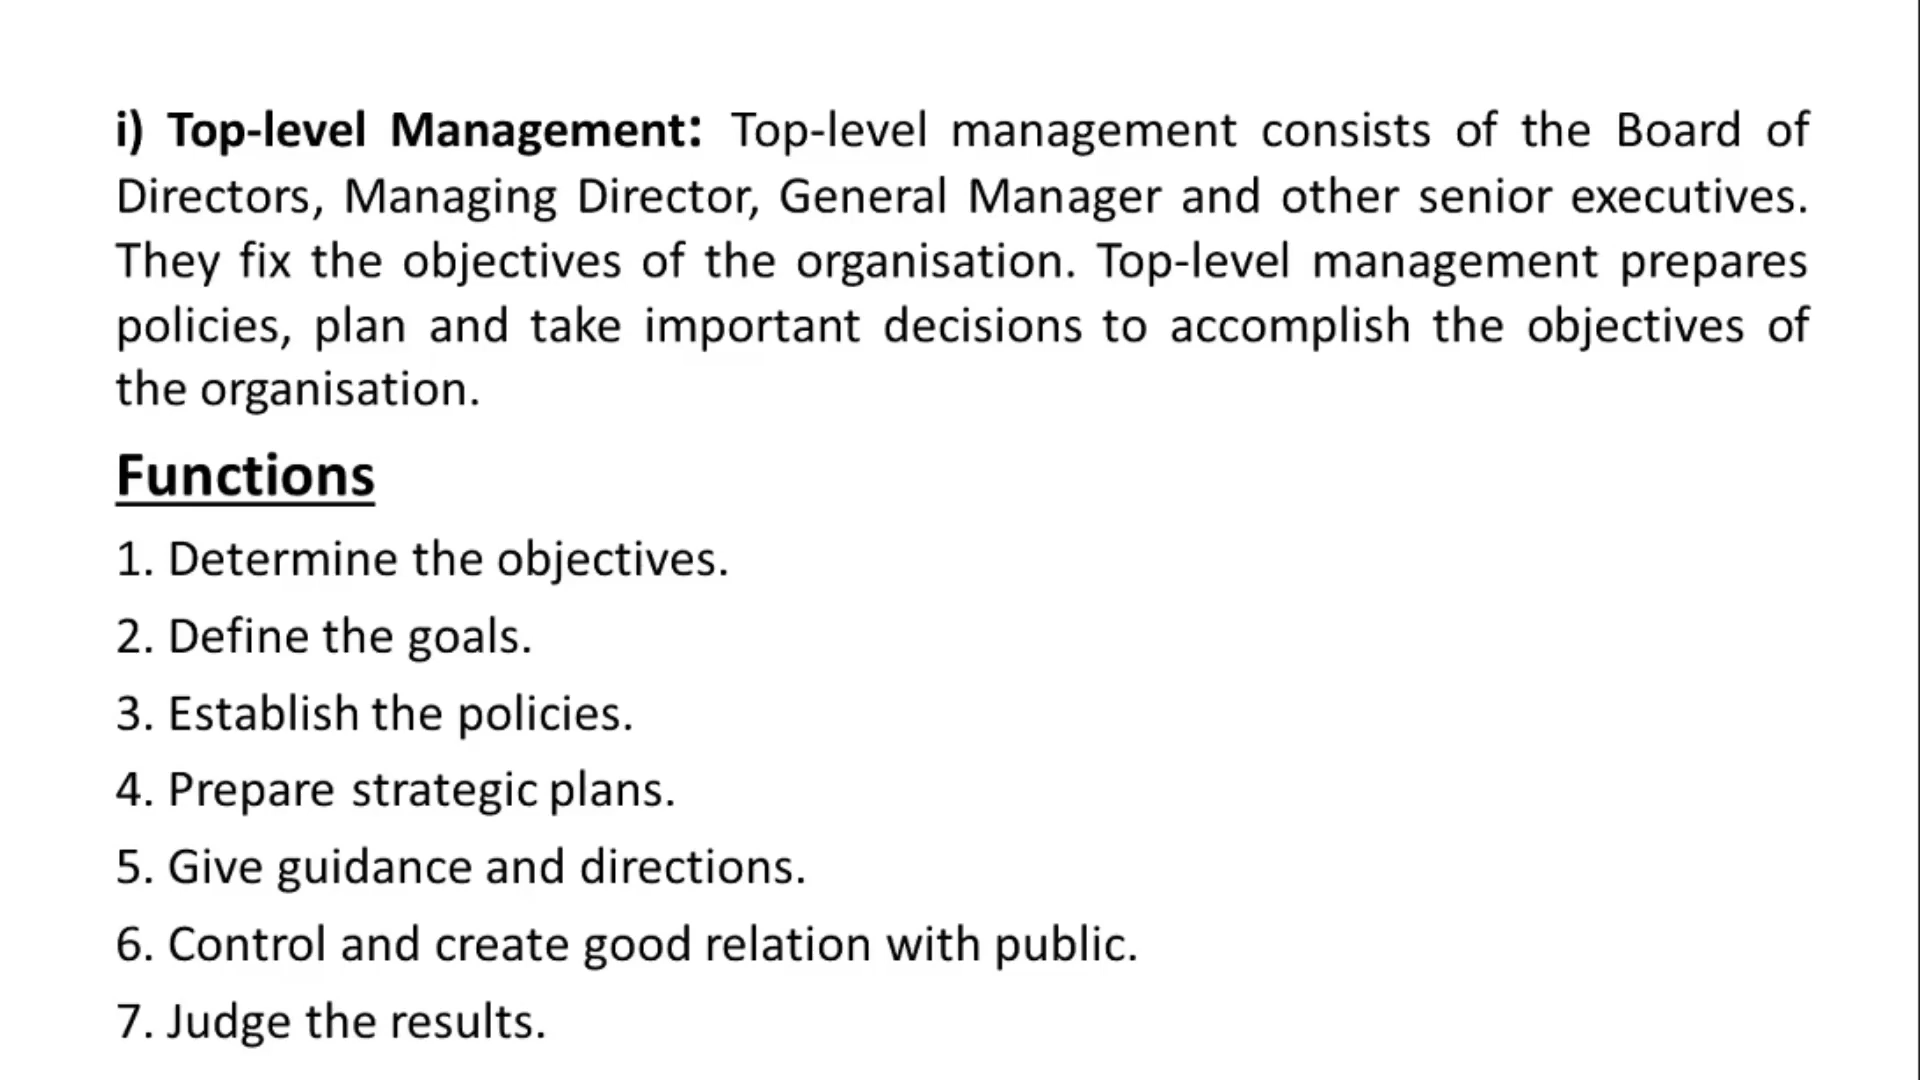 i) Top-level Management: Top-level management consists of the Board of
Directors, Managing Director, General Manager and other senior executives.
They fix the objectives of the organisation. Top-level management prepares
policies, plan and take important decisions to accomplish the objectives of
the organisation.
Functions
1. Determine the objectives.
2. Define the goals.
3. Establish the policies.
4. Prepare strategic plans.
5. Give guidance and directions.
6. Control and create good relation with public.
7. Judge the results.